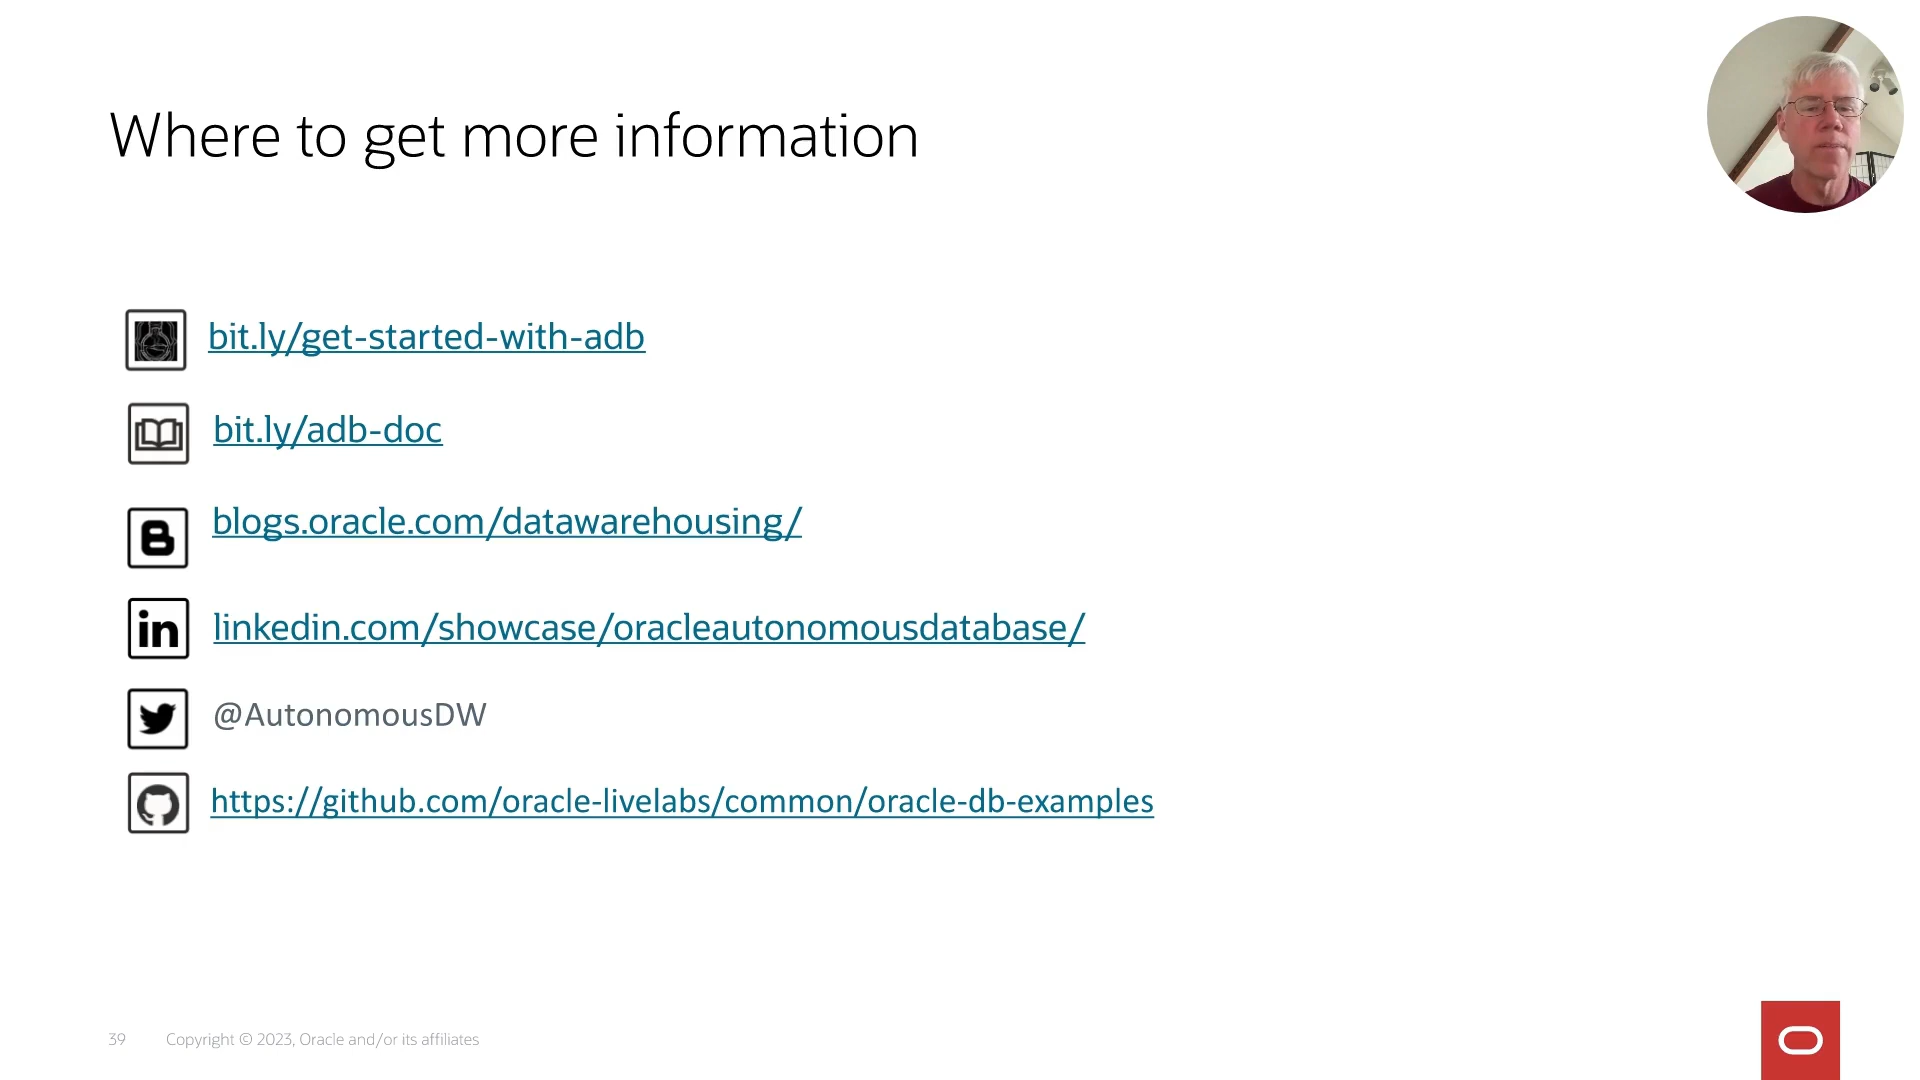 Where to get more information
bit.ly/get-started-with-adb
bit.ly/adb-doc
B
blogs.oracle.com/datawarehousing/
in
linkedin.com/showcase/oracleautonomousdatabase/
@AutonomousDW
https://github.com/oracle-livelabs/common/oracle-db-examples
39 Copyright © 2023, Oracle and/or its affiliates